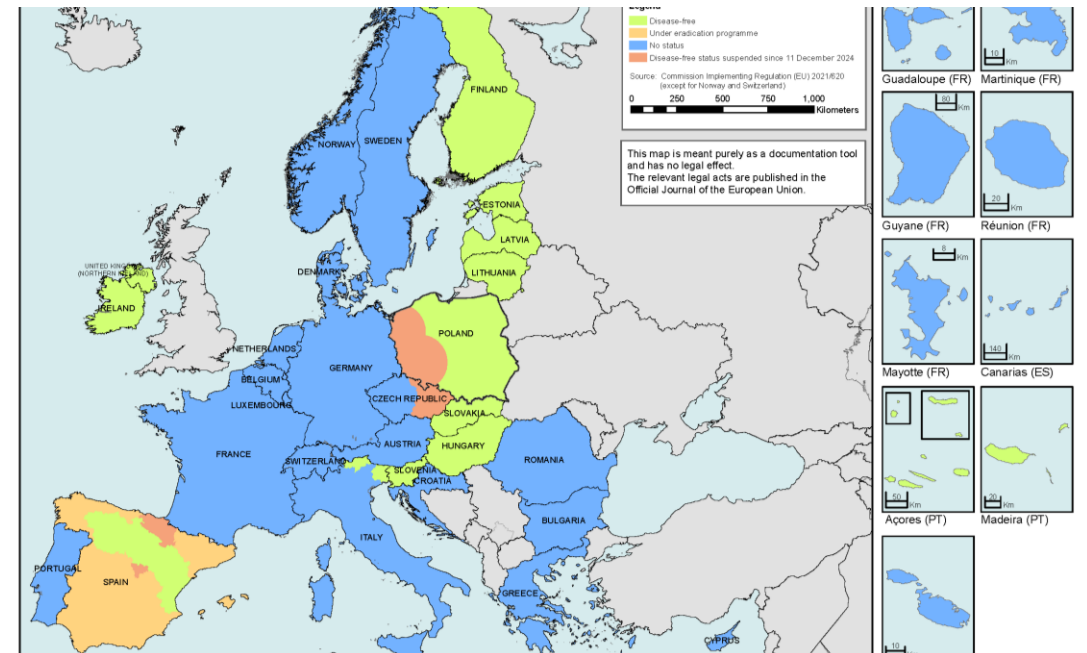 Legend
Disease-free
Under eradication programme
No status
Disease-free status suspended since 11 December 2024
Source: Commission Implementing Regulation (EU) 2021/620
(except for Norway and Switzerland)
0 250 500 750 1,000
Kilometers
This map is meant purely as a documentation tool
and has no legal effect.
The relevant legal acts are published in the
Official Journal of the European Union.
FINLAND
NORWAY
SWEDEN
ESTONIA
LATVIA
LITHUANIA
UNITED KINGDOM
(NORTHERN IRELAND)
IRELAND
DENMARK
POLAND
NETHERLANDS
GERMANY
BELGIUM
LUXEMBOURG
CZECH REPUBLIC
SLOVAKIA
FRANCE
AUSTRIA
HUNGARY
SWITZERLAND
SLOVENIA
CROATIA
ROMANIA
BULGARIA
ITALY
PORTUGAL
SPAIN
GREECE
CYPRUS
10
Km
Guadaloupe (FR)
Martinique (FR)
80
Km
20
Km
Guyane (FR)
Réunion (FR)
8
Km
140
Km
Mayotte (FR)
Canarias (ES)
50
Km
20
Km
Açores (PT)
Madeira (PT)
10